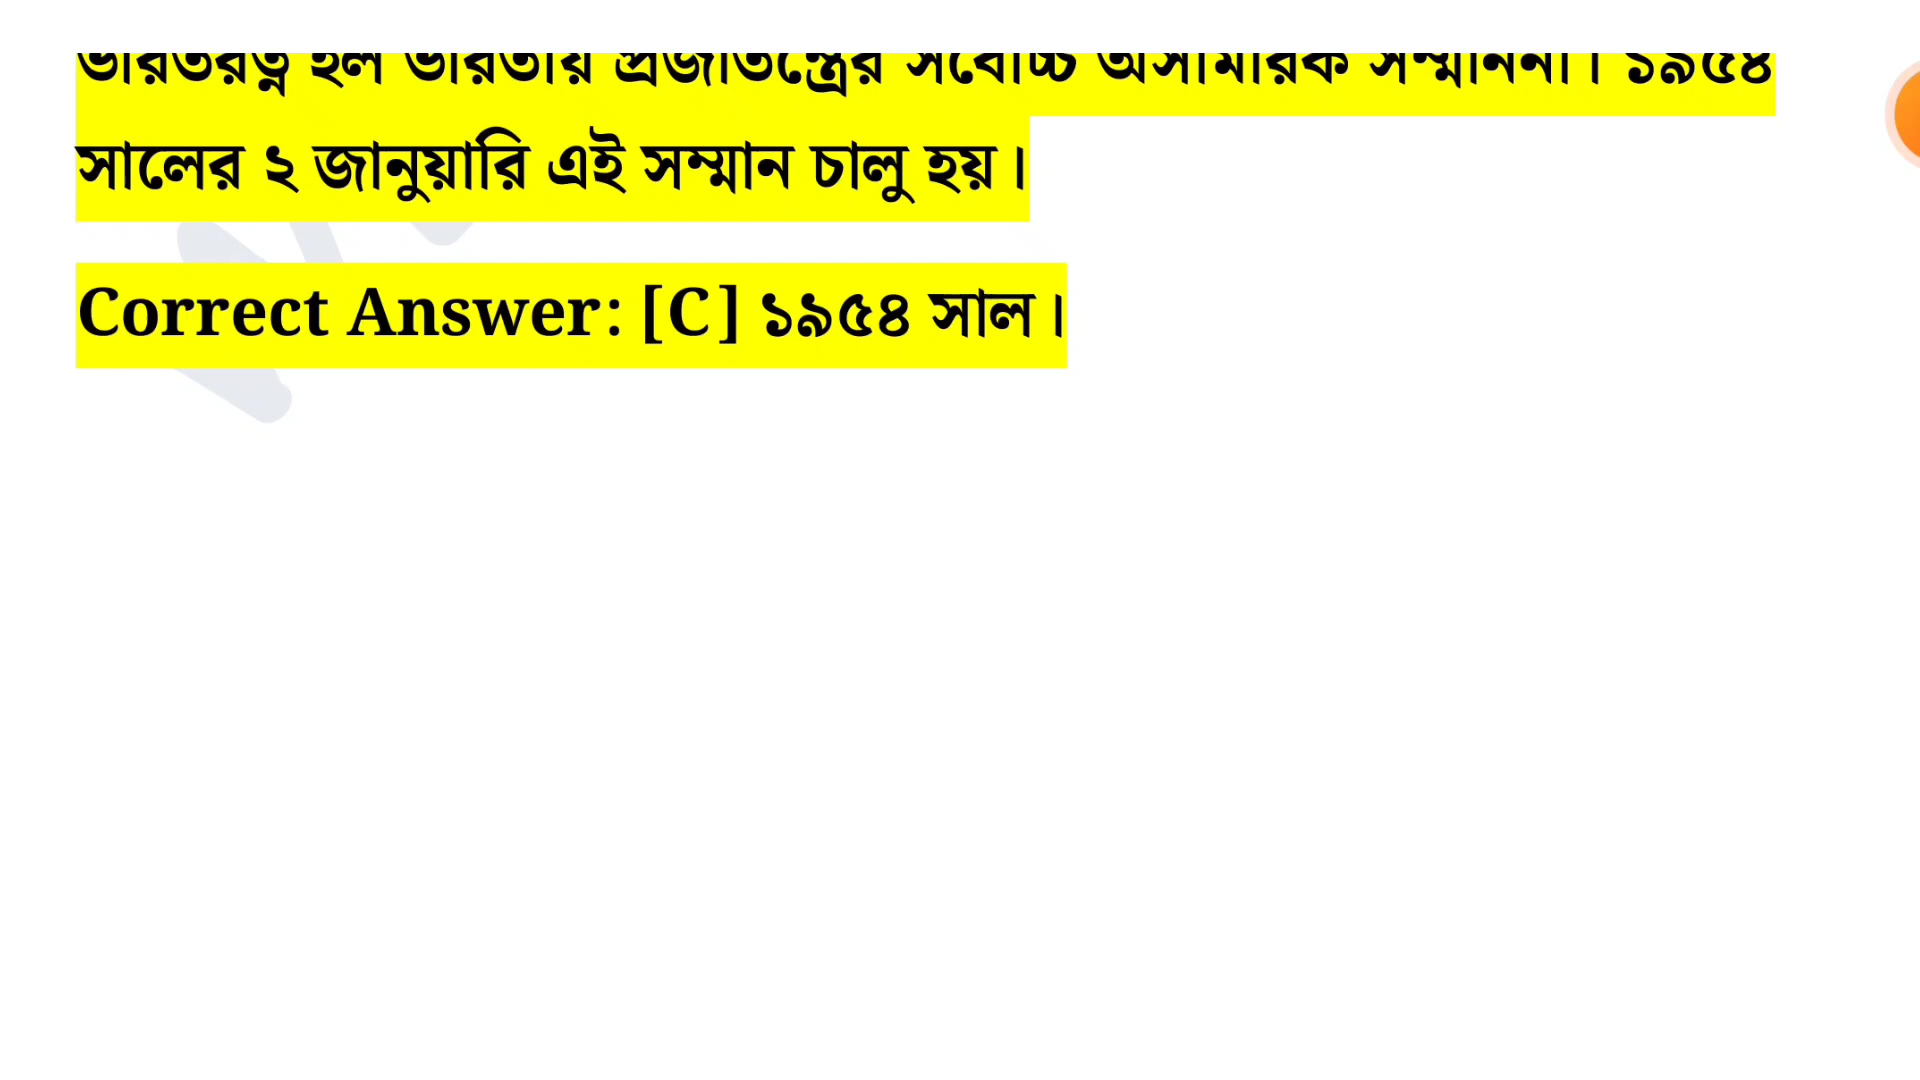 ভারতরত্ন হল ভারতীয় প্রজাতন্ত্রের সর্বোচ্চ অসামরিক সম্মাননা। ১৯৫৪
সালের ২ জানুয়ারি এই সম্মান চালু হয়।
Correct Answer: [C] ১৯৫৪ সাল।